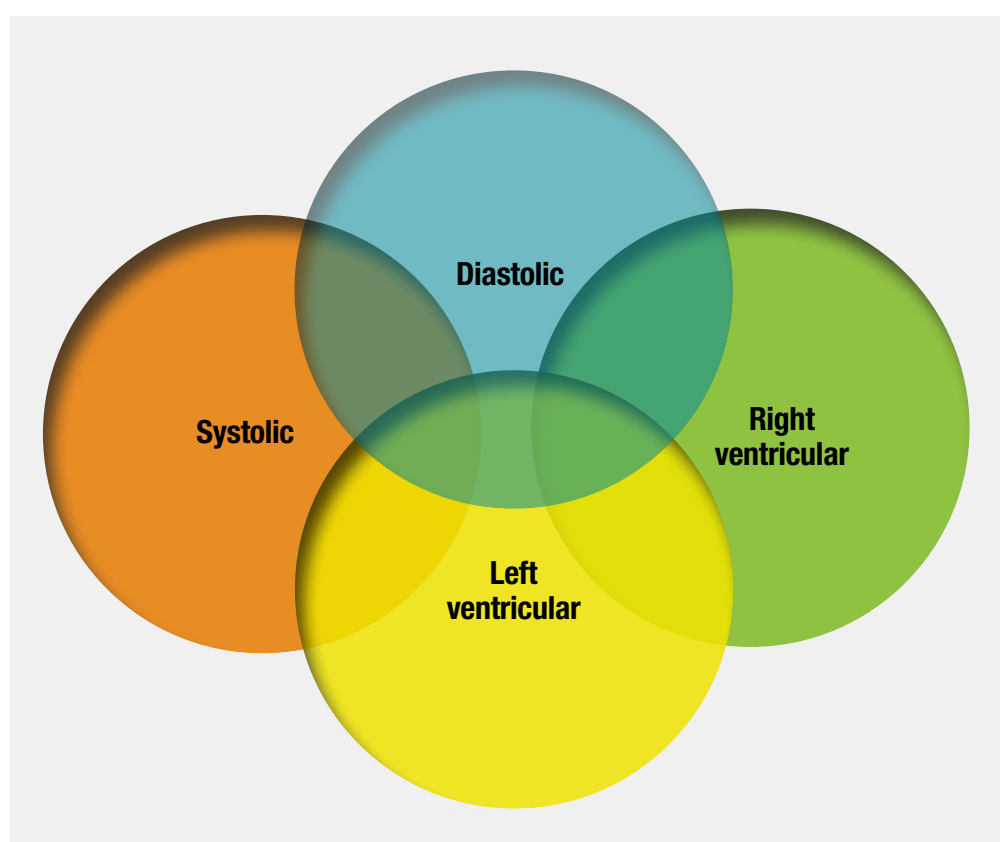 Diastolic
Systolic
Right
ventricular
Left
ventricular